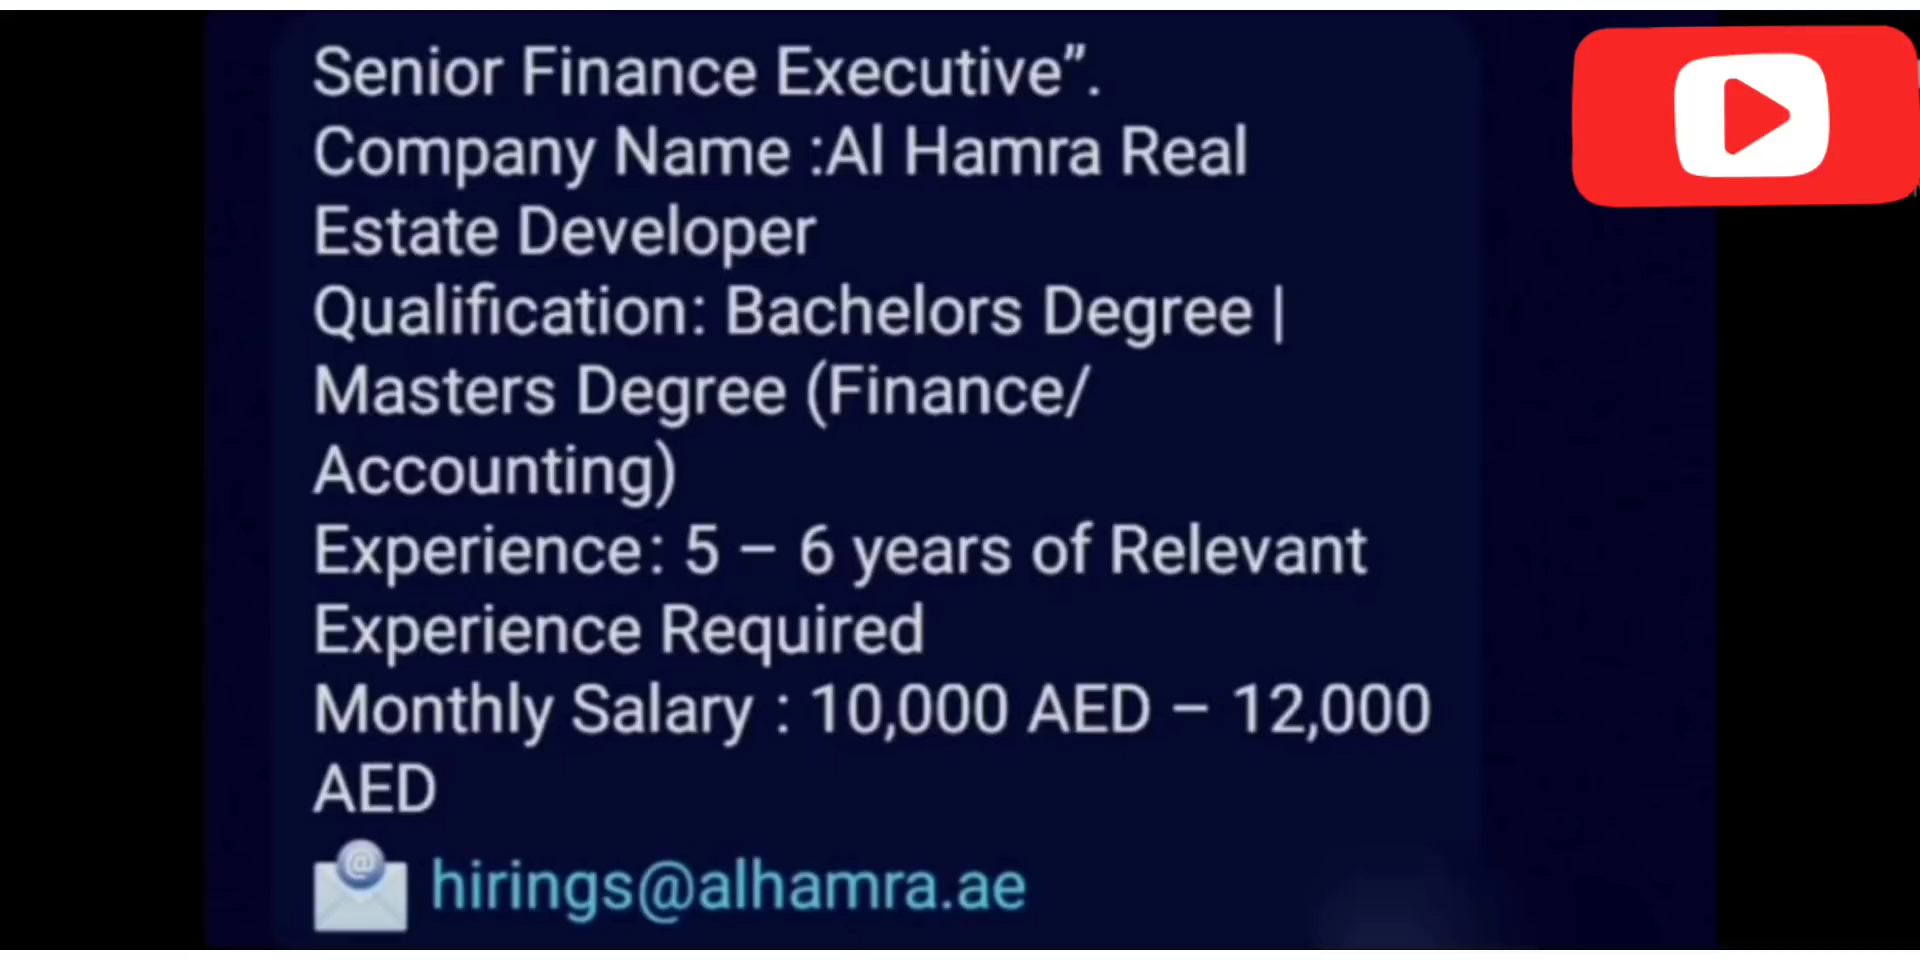 Senior Finance Executive”.
Company Name :Al Hamra Real
Estate Developer
Qualification: Bachelors Degree |
Masters Degree (Finance/
Accounting)
Experience: 5 – 6 years of Relevant
Experience Required
Monthly Salary : 10,000 AED – 12,000
AED
hirings@alhamra.ae